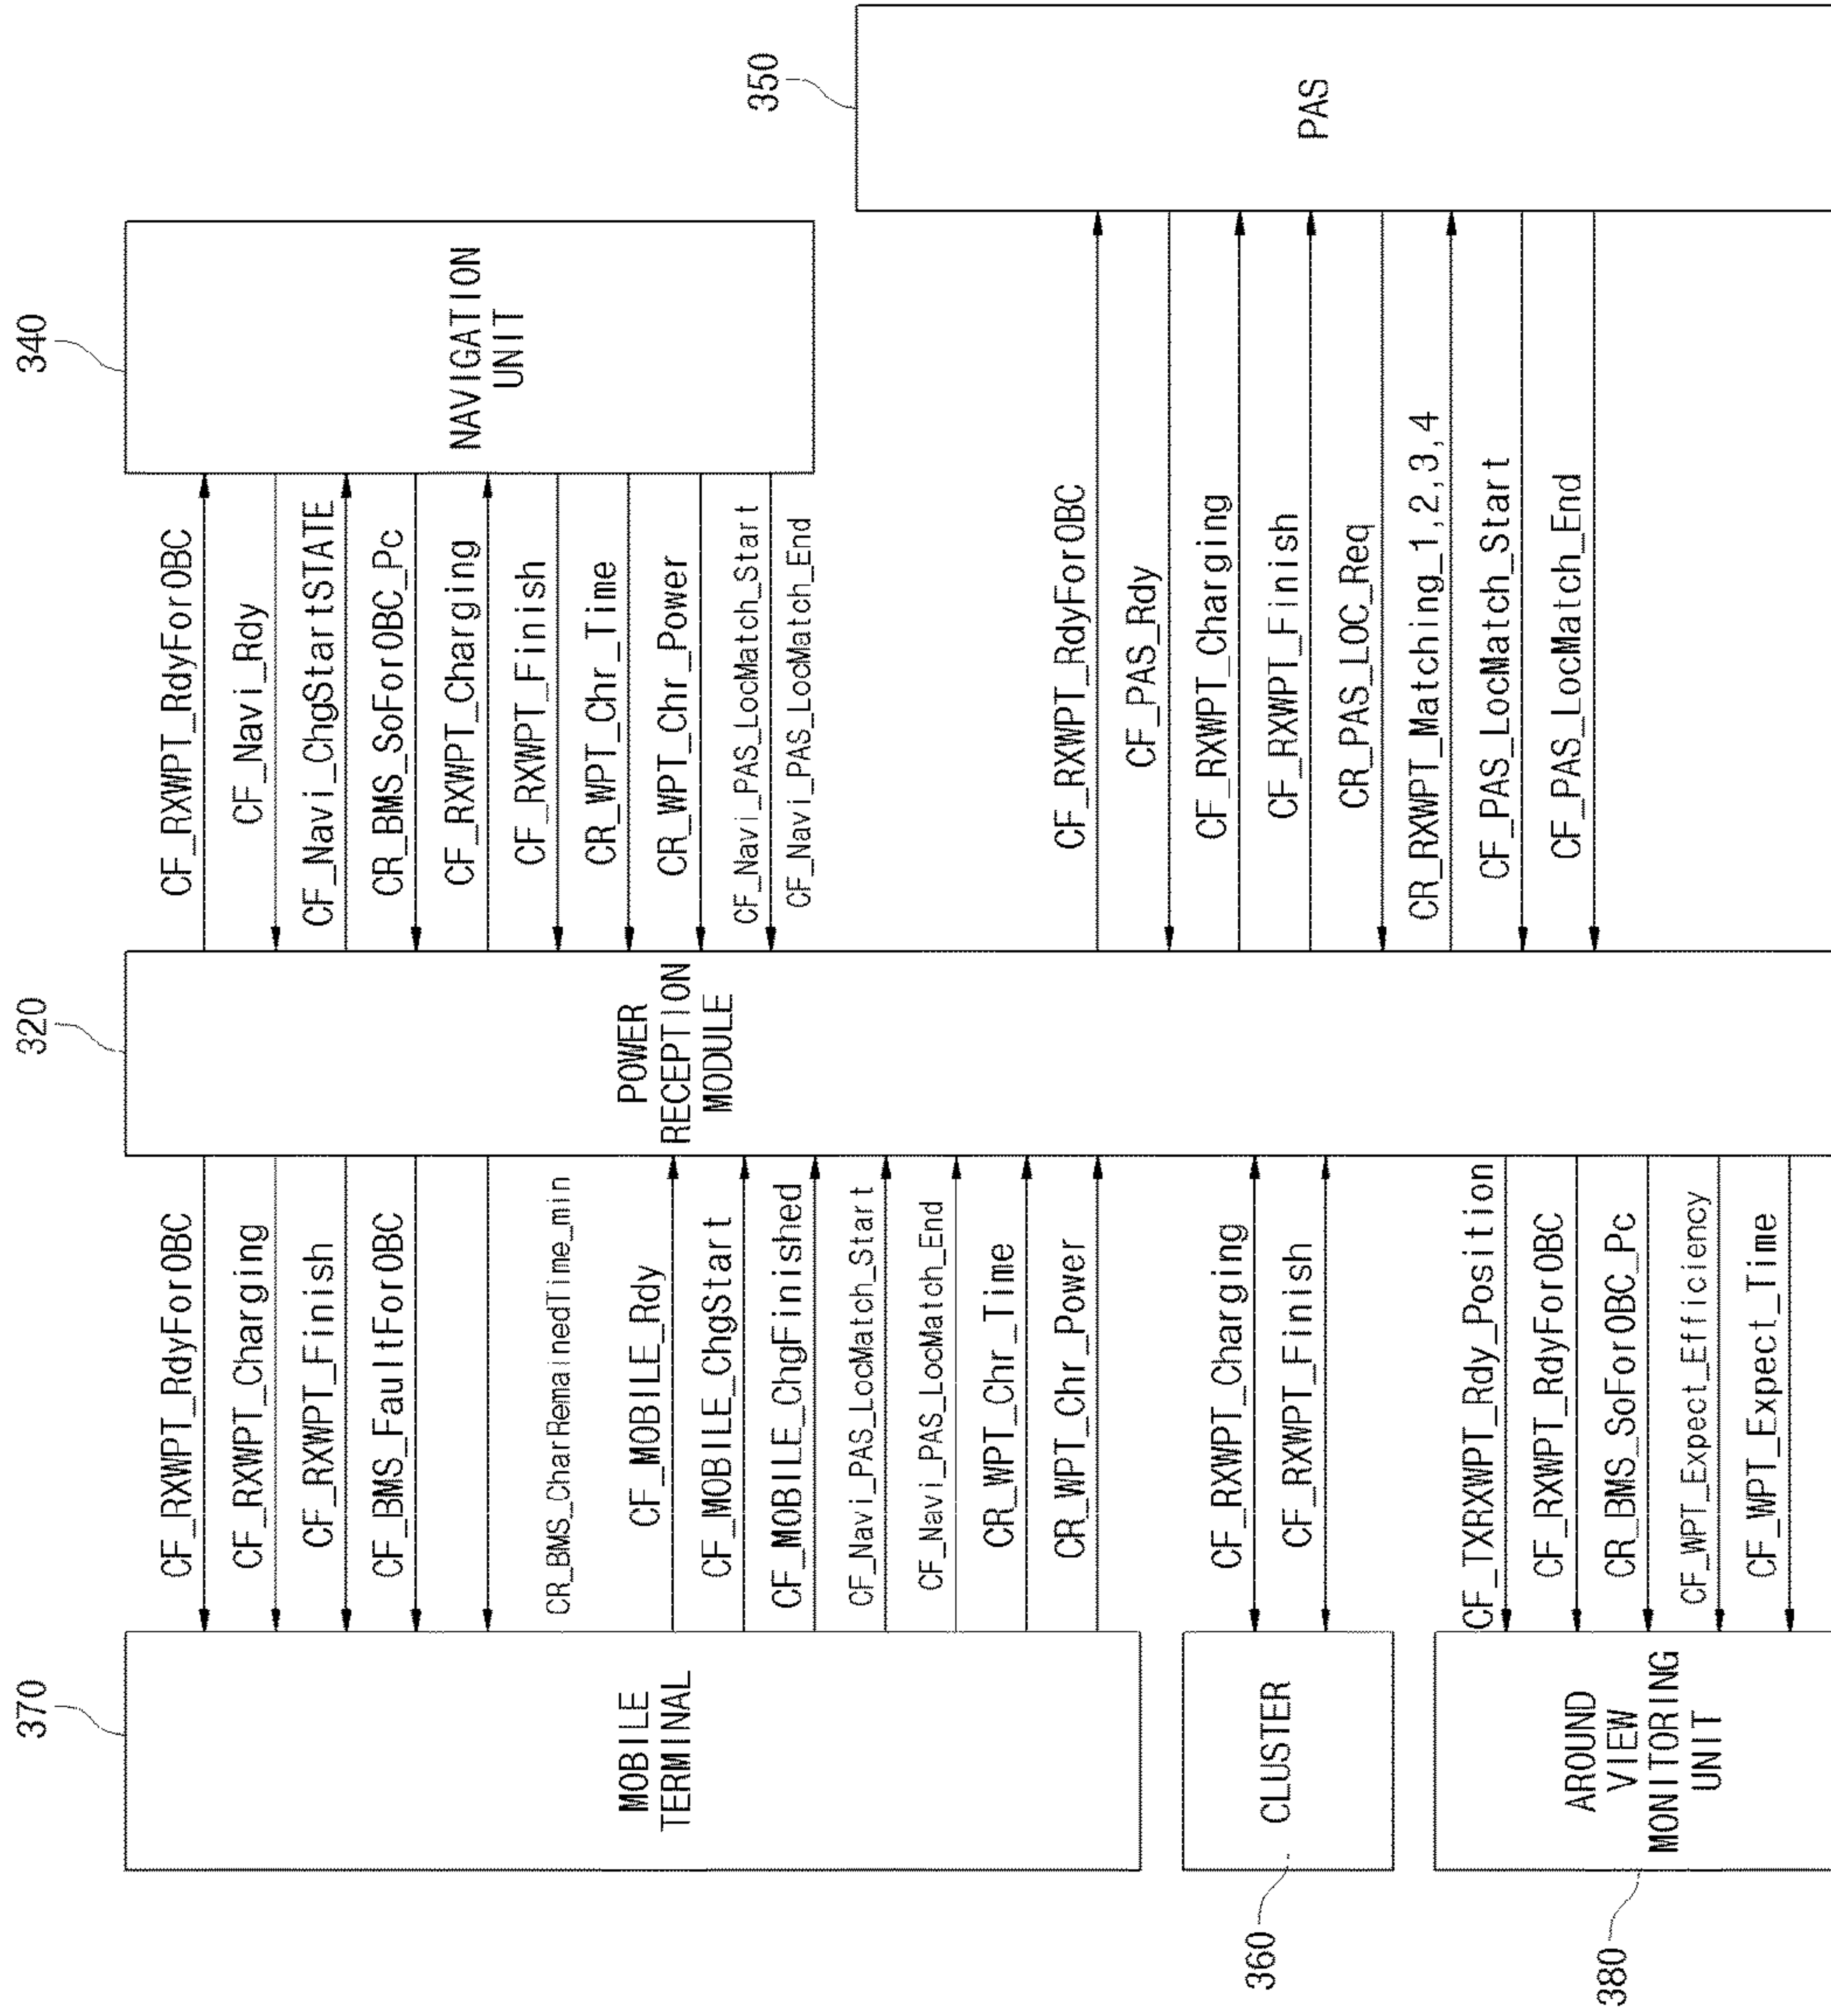 370
320
340
MOBILE
TERMINAL
CF_RXWPT_RdyForOBC
CF_RXWPT_Charging
CF_RXWPT_Finish
CF_BMS_FaultForOBC
CR_BMS_CharRemainedTime_min
CF_MOBILE_Rdy
CF_MOBILE_ChgStart
CF_MOBILE_ChgFinished
CF_Navi_PAS_LocMatch_Start
CF_Navi_PAS_LocMatch_End
CR_WPT_Chr_Time
CR_WPT_Chr_Power
POWER
RECEPTION
MODULE
CF_RXWPT_RdyForOBC
CF_Navi_Rdy
CF_Navi_ChgStartSTATE
CR_BMS_SoForOBC_Pc
CF_RXWPT_Charging
CF_RXWPT_Finish
CR_WPT_Chr_Time
CR_WPT_Chr_Power
CF_Navi_PAS_LocMatch_Start
CF_Navi_PAS_LocMatch_End
NAVIGATION
UNIT
360
CLUSTER
CF_RXWPT_Charging
CF_RXWPT_Finish
380
AROUND
VIEW
MONITORING
UNIT
CF_TXRXWPT_Rdy_Position
CF_RXWPT_RdyForOBC
CR_BMS_SoForOBC_Pc
CF_WPT_Expect_Efficiency
CF_WPT_Expect_Time
350
CF_RXWPT_RdyForOBC
CF_PAS_Rdy
CF_RXWPT_Charging
CF_RXWPT_Finish
CR_PAS_LOC_Req
CR_RXWPT_Matching_1,2,3,4
CF_PAS_LocMatch_Start
CF_PAS_LocMatch_End
PAS